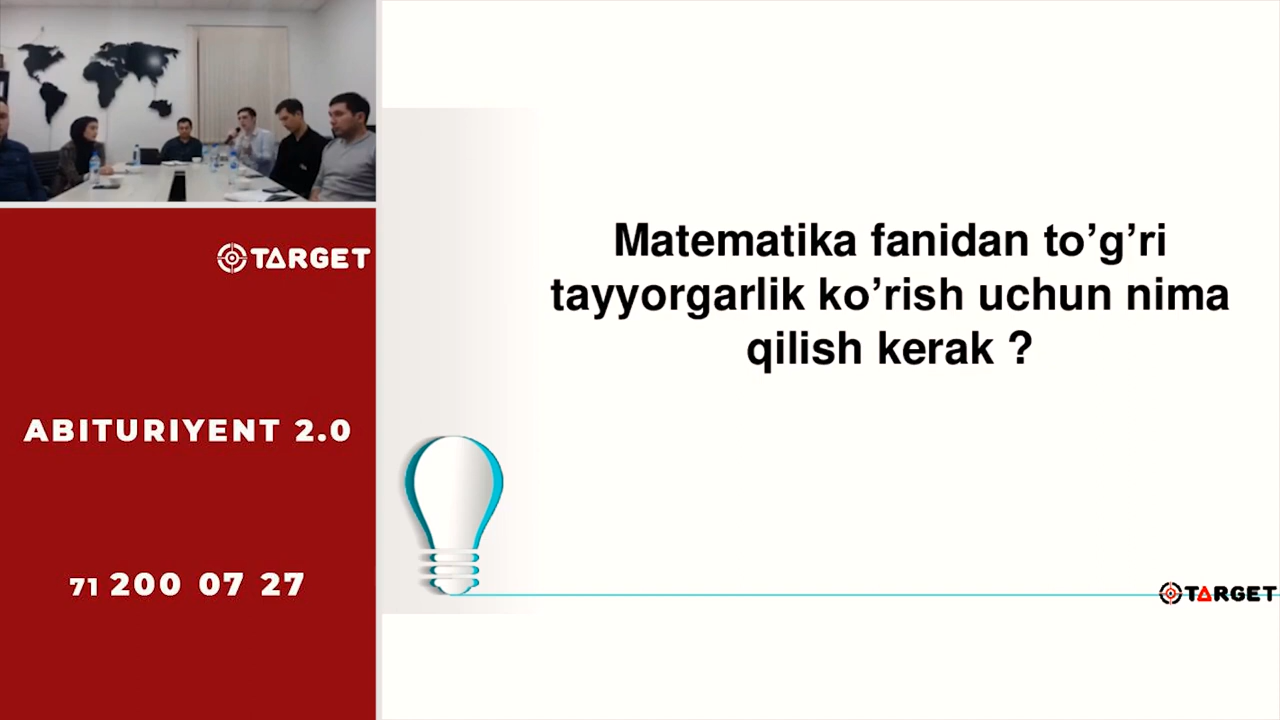 TARGET
ABITURIYENT 2.0
71 200 07 27
Matematika fanidan to’g’ri
tayyorgarlik ko’rish uchun nima
qilish kerak ?
TARGET